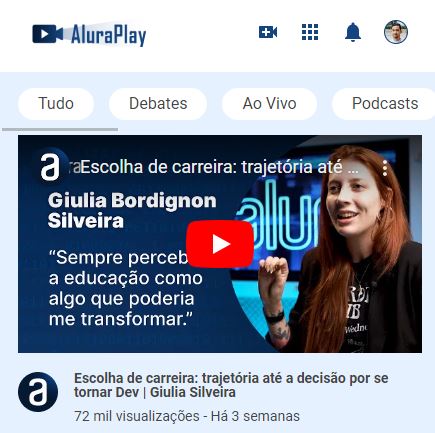 AluraPlay
Tudo
Debates
Ao Vivo
Podcasts
a
Escolha de carreira: trajetória até ...
Giulia Bordignon
Silveira
alur
“Sempre perceb
a educação como
algo que poderia
me transformar.”
a
Escolha de carreira: trajetória até a decisão por se
tornar Dev | Giulia Silveira
72 mil visualizações - Há 3 semanas